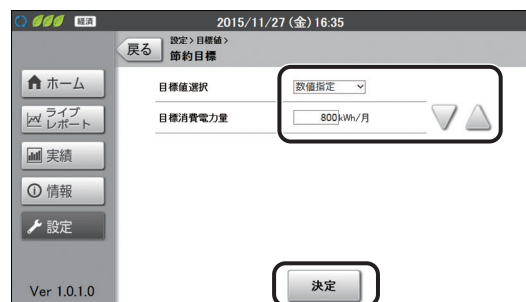 経済
2015/11/27(金)16:35
戻る
設定>目標値>
節約目標
ホーム
ライブ
レポート
実績
情報
設定
Ver 1.0.1.0
目標値選択
数値指定
目標消費電力量
800kWh/月
決定